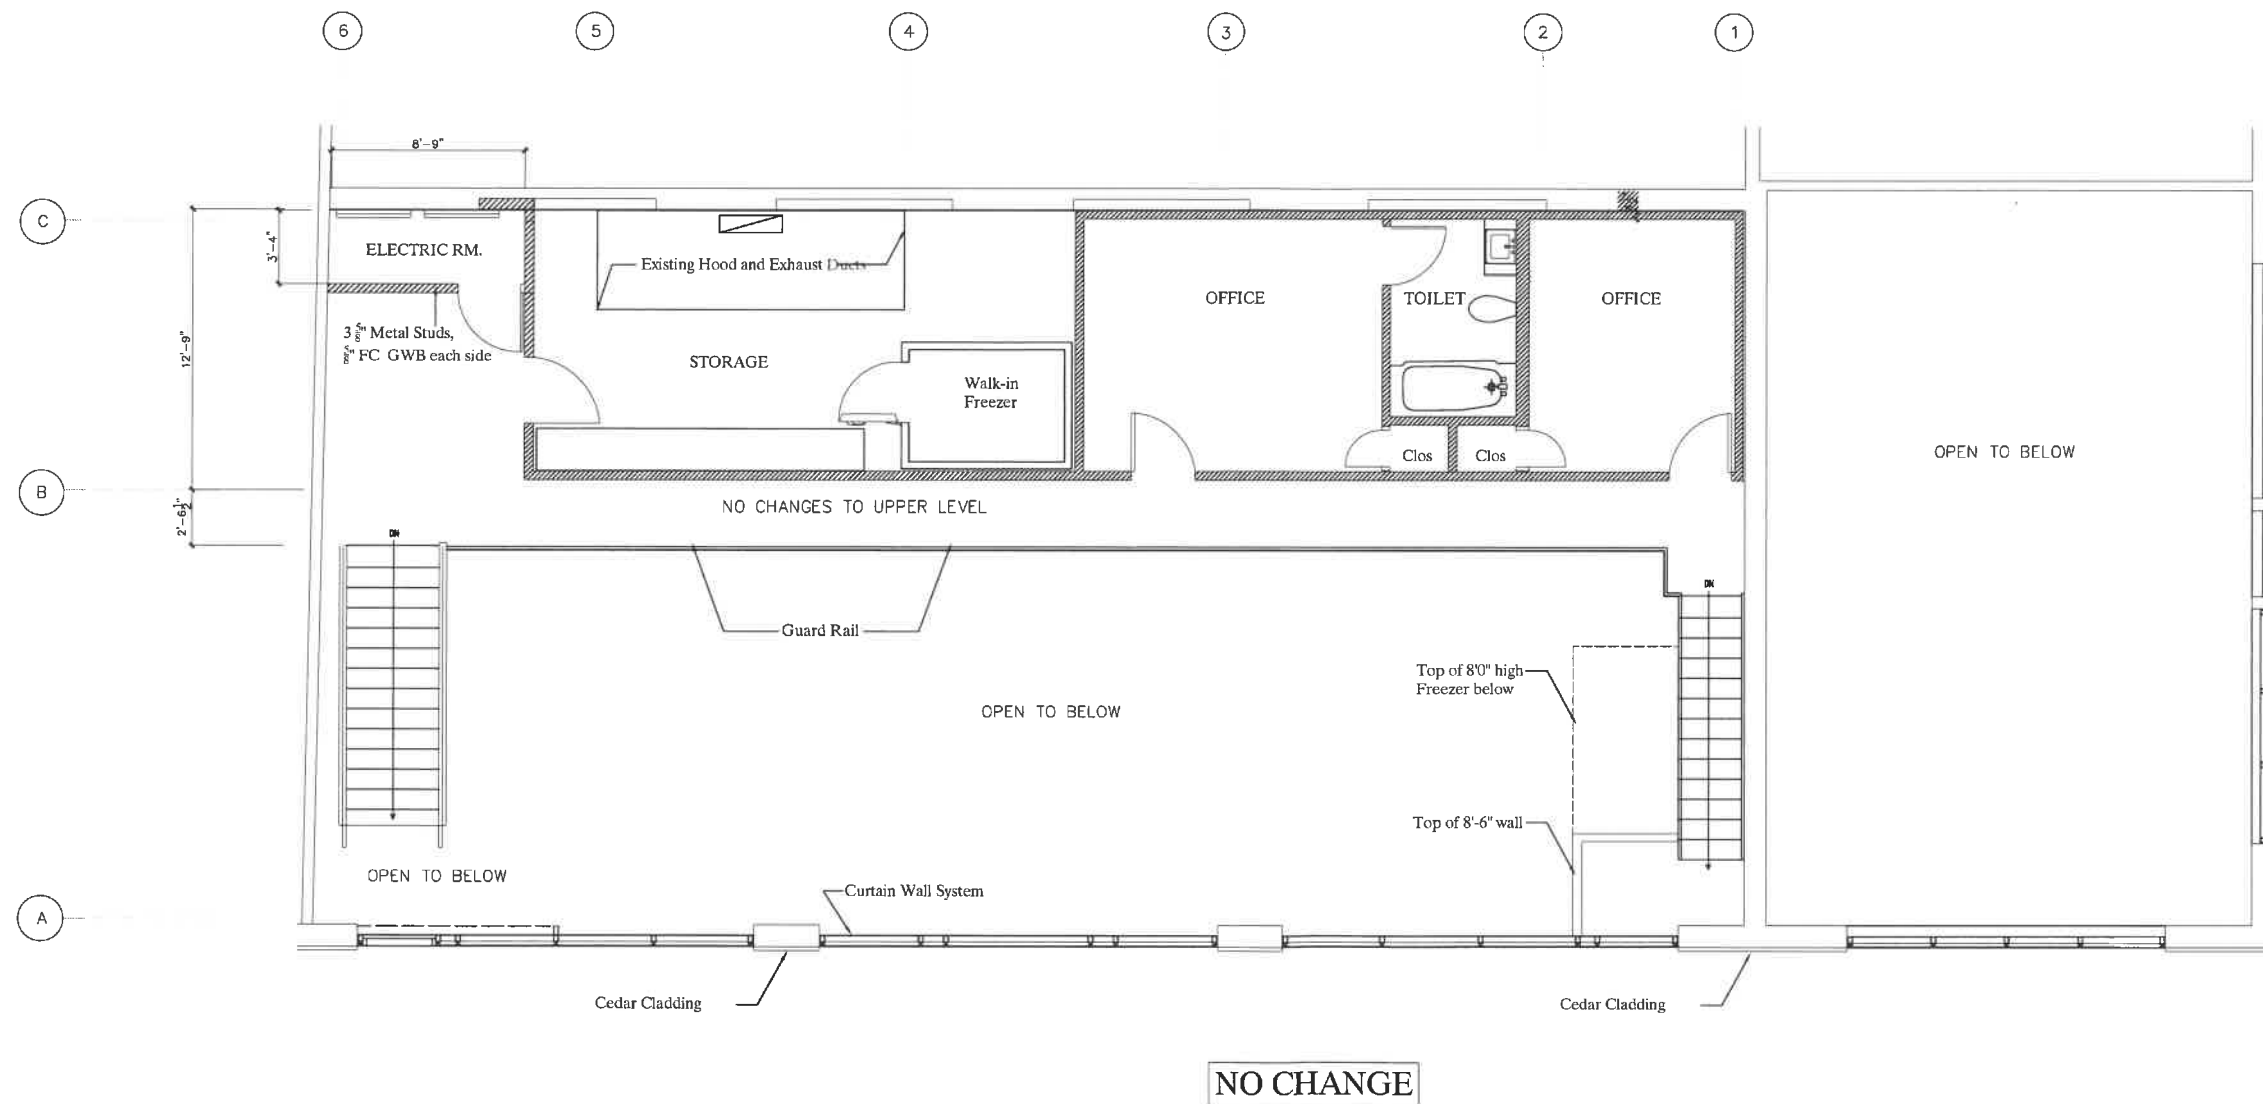 6 5 4 3 2 1
8'-9"
C
3'-4"
ELECTRIC RM.
Existing Hood and Exhaust Ducts
OFFICE
TOILET
OFFICE
3 5/8" Metal Studs,
5/8" FC GWB each side
12'-9"
STORAGE
Walk-in
Freezer
Clos
Clos
OPEN TO BELOW
B
2'-6 1/2"
NO CHANGES TO UPPER LEVEL
DN
DN
Guard Rail
Top of 8'0" high
Freezer below
OPEN TO BELOW
Top of 8'-6" wall
OPEN TO BELOW
Curtain Wall System
A
Cedar Cladding
Cedar Cladding
NO CHANGE